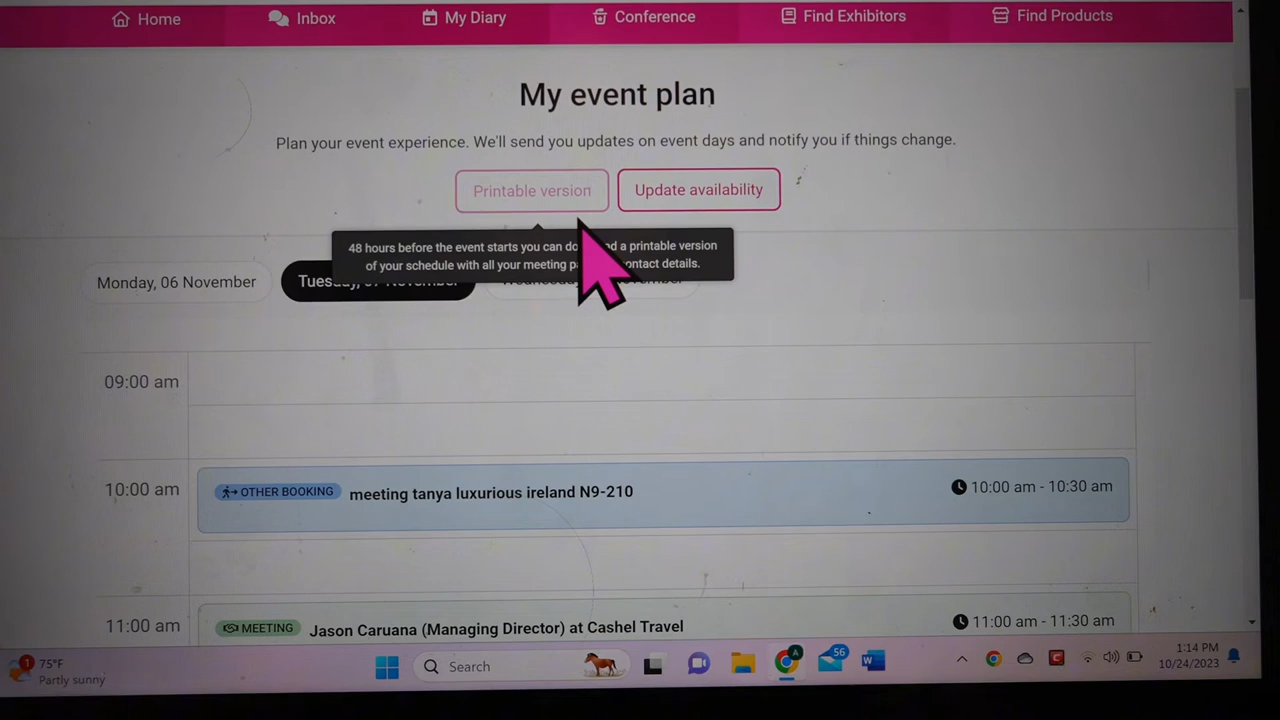 Home Inbox My Diary Conference Find Exhibitors Find Products
My event plan
Plan your event experience. We'll send you updates on event days and notify you if things change.
Printable version Update availability
48 hours before the event starts you can do d a printable version
of your schedule with all your meeting p ontact details.
Monday, 06 November Tuesday, 07 November
09:00 am
10:00 am OTHER BOOKING meeting tanya luxurious ireland N9-210 10:00 am - 10:30 am
11:00 am MEETING Jason Caruana (Managing Director) at Cashel Travel 11:00 am - 11:30 am
1 75°F
Partly sunny
Search
A
56
W
C
1:14 PM
10/24/2023